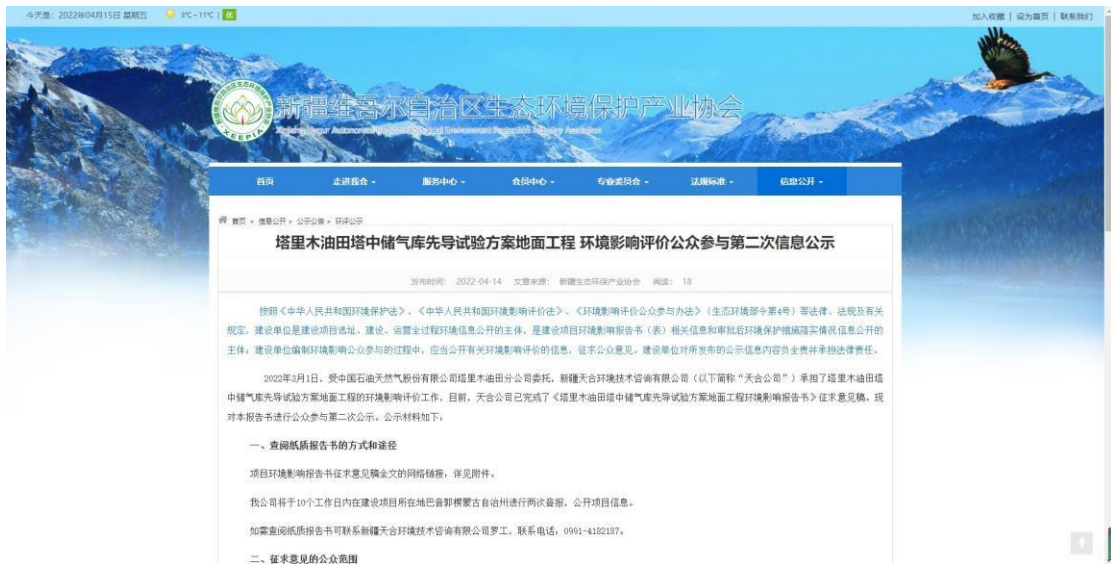 今天是：2022年04月15日 星期五 3℃~11℃ | 优
加入收藏 | 设为首页 | 联系我们
新疆维吾尔自治区生态环境保护产业协会
XEEPIA
首页 走进我会 服务中心 会员中心 专业委员会 法规标准 信息公开
首页 » 信息公开 » 公示公告 » 环评公示
塔里木油田塔中储气库先导试验方案地面工程 环境影响评价公众参与第二次信息公示
发布时间： 2022-04-14 文章来源： 新疆生态环保产业协会 阅读： 18
按照《中华人民共和国环境保护法》、《中华人民共和国环境影响评价法》、《环境影响评价公众参与办法》（生态环境部令第4号）等法律、法规及有关
规定，建设单位是建设项目选址、建设、运营全过程环境信息公开的主体，是建设项目环境影响报告书（表）相关信息和审批后环境保护措施落实情况信息公开的
主体；建设单位编制环境影响公众参与的过程中，应当公开有关环境影响评价的信息，征求公众意见。建设单位对所发布的公示信息内容负全责并承担法律责任。
2022年3月1日，受中国石油天然气股份有限公司塔里木油田分公司委托，新疆天合环境技术咨询有限公司（以下简称“天合公司”）承担了塔里木油田塔
中储气库先导试验方案地面工程的环境影响评价工作，目前，天合公司已完成了《塔里木油田塔中储气库先导试验方案地面工程环境影响报告书》征求意见稿。现
对本报告书进行公众参与第二次公示。公示材料如下：
一、查阅纸质报告书的方式和途径
项目环境影响报告书征求意见稿全文的网络链接，详见附件。
我公司将于10个工作日内在建设项目所在地巴音郭楞蒙古自治州进行两次登报，公开项目信息。
如需查阅纸质报告书可联系新疆天合环境技术咨询有限公司罗工，联系电话：0991-4182187。
二、征求意见的公众范围